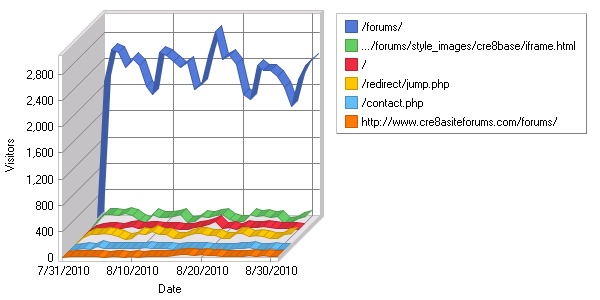 2,800
2,400
2,000
1,600
1,200
800
400
0
Visitors
7/31/2010 8/10/2010 8/20/2010 8/30/2010
Date
/forums/
.../forums/style_images/cre8base/iframe.html
/
/redirect/jump.php
/contact.php
http://www.cre8asiteforums.com/forums/